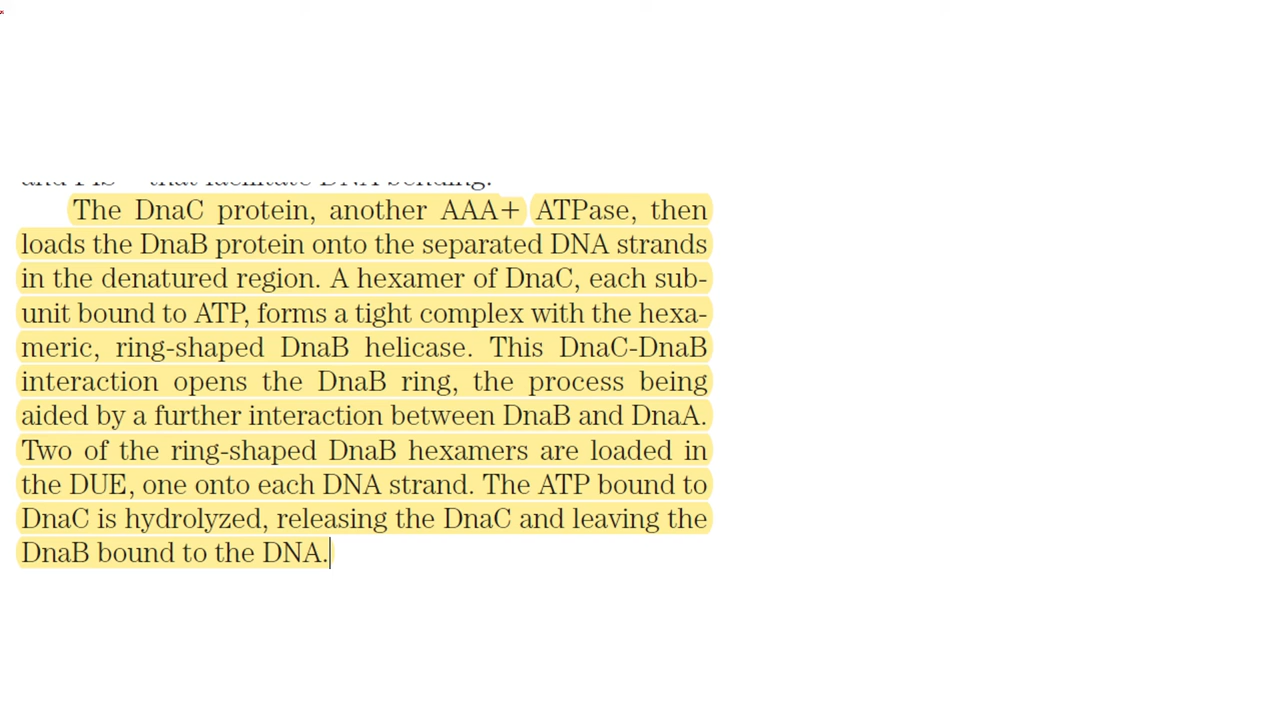 The DnaC protein, another AAA+ ATPase, then
loads the DnaB protein onto the separated DNA strands
in the denatured region. A hexamer of DnaC, each sub-
unit bound to ATP, forms a tight complex with the hexa-
meric, ring-shaped DnaB helicase. This DnaC-DnaB
interaction opens the DnaB ring, the process being
aided by a further interaction between DnaB and DnaA.
Two of the ring-shaped DnaB hexamers are loaded in
the DUE, one onto each DNA strand. The ATP bound to
DnaC is hydrolyzed, releasing the DnaC and leaving the
DnaB bound to the DNA.